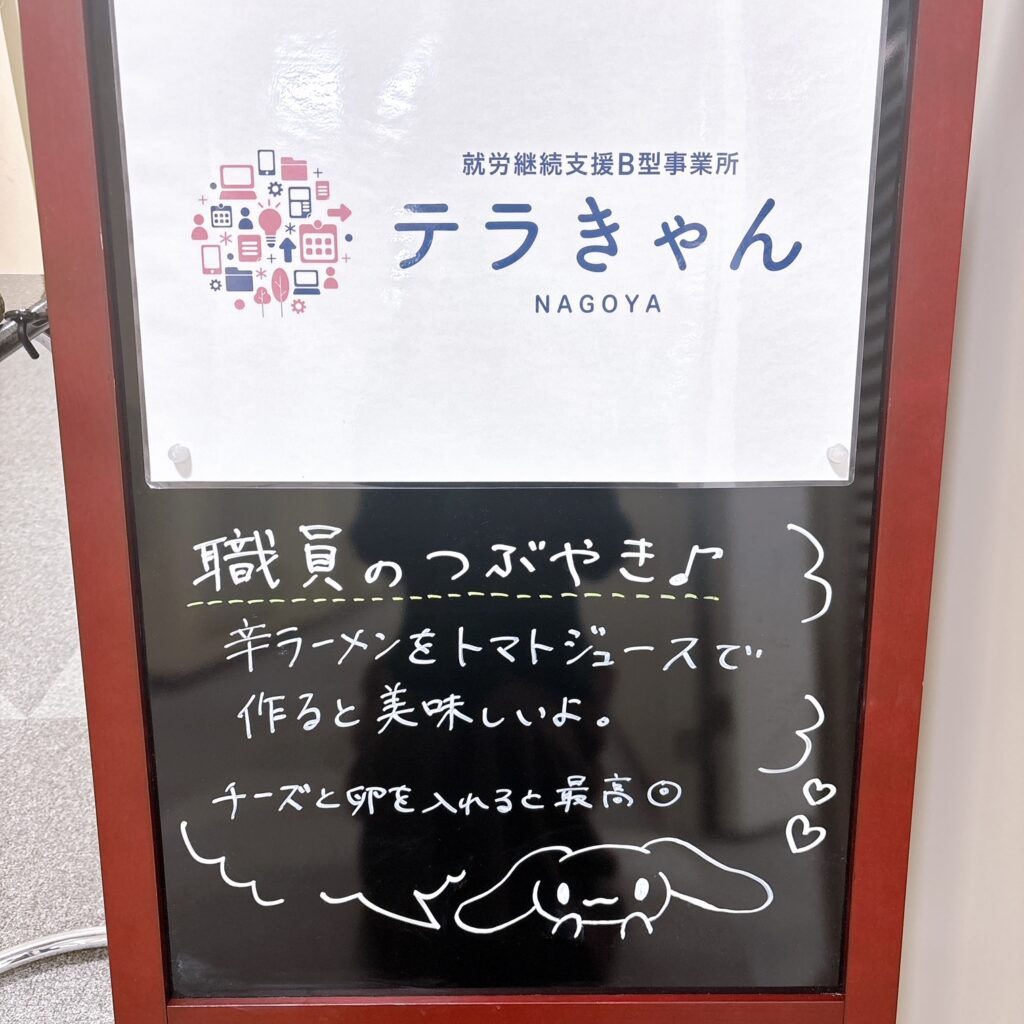 就労継続支援B型事業所
テラきゃん
NAGOYA
職員のつぶやき♪
辛ラーメンをトマトジュースで
作ると美味しいよ。
チーズと卵を入れると最高◎